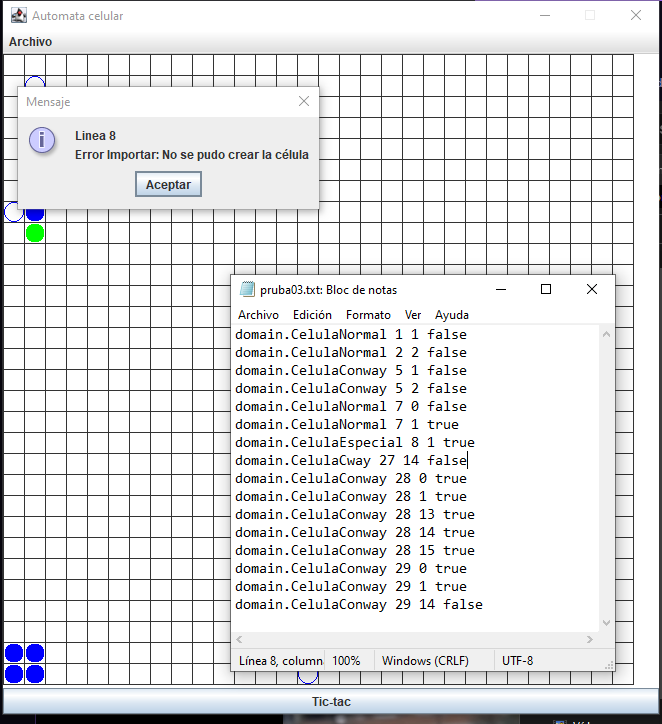 Automata celular
Archivo
Mensaje
Linea 8
Error Importar: No se pudo crear la célula
Aceptar
pruba03.txt: Bloc de notas
Archivo Edición Formato Ver Ayuda
domain.CelulaNormal 1 1 false
domain.CelulaNormal 2 2 false
domain.CelulaConway 5 1 false
domain.CelulaConway 5 2 false
domain.CelulaNormal 7 0 false
domain.CelulaNormal 7 1 true
domain.CelulaEspecial 8 1 true
domain.CelulaCway 27 14 false
domain.CelulaConway 28 0 true
domain.CelulaConway 28 1 true
domain.CelulaConway 28 13 true
domain.CelulaConway 28 14 true
domain.CelulaConway 28 15 true
domain.CelulaConway 29 0 true
domain.CelulaConway 29 1 true
domain.CelulaConway 29 14 false
Línea 8, column 100% Windows (CRLF) UTF-8
Tic-tac